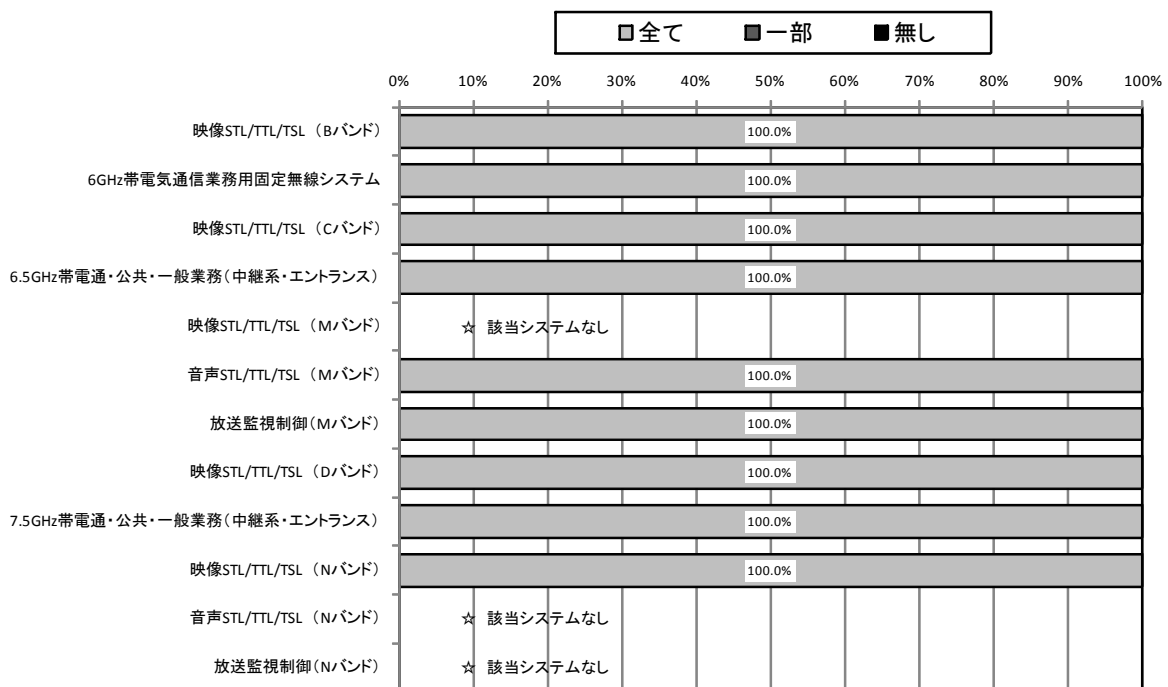 全て 一部 無し
0% 10% 20% 30% 40% 50% 60% 70% 80% 90% 100%
映像STL/TTL/TSL （Bバンド） 100.0%
6GHz帯電気通信業務用固定無線システム 100.0%
映像STL/TTL/TSL （Cバンド） 100.0%
6.5GHz帯電通・公共・一般業務（中継系・エントランス） 100.0%
映像STL/TTL/TSL （Mバンド） ☆ 該当システムなし
音声STL/TTL/TSL （Mバンド） 100.0%
放送監視制御（Mバンド） 100.0%
映像STL/TTL/TSL （Dバンド） 100.0%
7.5GHz帯電通・公共・一般業務（中継系・エントランス） 100.0%
映像STL/TTL/TSL （Nバンド） 100.0%
音声STL/TTL/TSL （Nバンド） ☆ 該当システムなし
放送監視制御（Nバンド） ☆ 該当システムなし